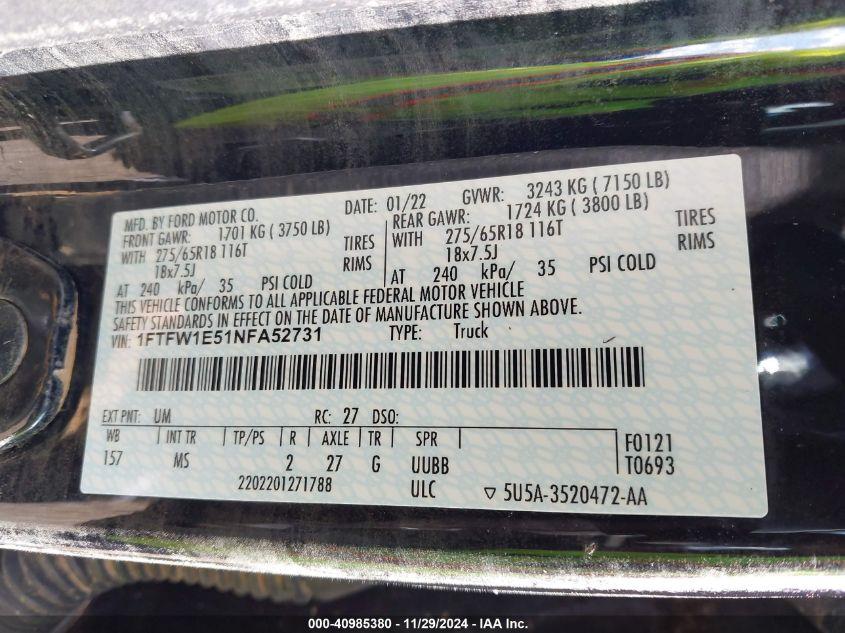 MFD. BY FORD MOTOR CO. DATE: 01/22 GVWR: 3243 KG ( 7150 LB)
FRONT GAWR: 1701 KG ( 3750 LB) REAR GAWR: 1724 KG ( 3800 LB)
WITH 275/65R18 116T TIRES WITH 275/65R18 116T TIRES
18x7.5J RIMS 18x7.5J RIMS
AT 240 kPa/ 35 PSI COLD AT 240 kPa/ 35 PSI COLD
THIS VEHICLE CONFORMS TO ALL APPLICABLE FEDERAL MOTOR VEHICLE
SAFETY STANDARDS IN EFFECT ON THE DATE OF MANUFACTURE SHOWN ABOVE.
VIN: 1FTFW1E51NFA52731 TYPE: Truck
EXT PNT: UM RC: 27 DSO:
WB INT TR TP/PS R AXLE TR SPR F0121
157 MS 2 27 G UUBB T0693
2202201271788 ULC ▽ 5U5A-3520472-AA
000-40985380 - 11/29/2024 - IAA Inc.